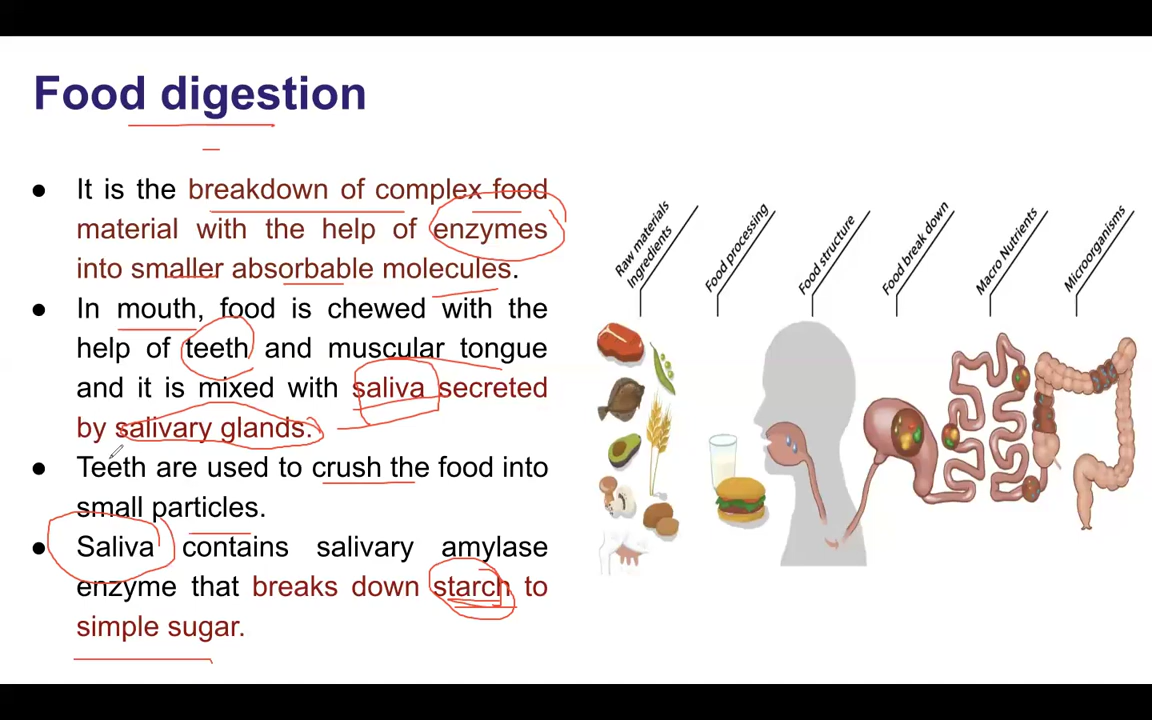 Food digestion
● It is the breakdown of complex food
material with the help of enzymes
into smaller absorbable molecules.
● In mouth, food is chewed with the
help of teeth and muscular tongue
and it is mixed with saliva secreted
by salivary glands.
● Teeth are used to crush the food into
small particles.
● Saliva contains salivary amylase
enzyme that breaks down starch to
simple sugar.
Raw materials
Ingredients
Food processing
Food structure
Food break down
Macro Nutrients
Microorganisms